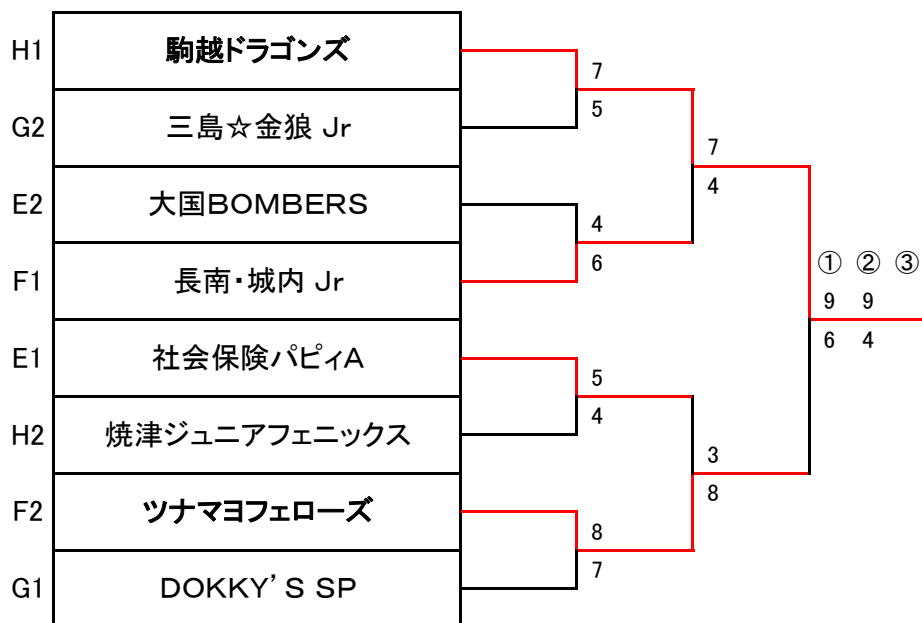 H1 駒越ドラゴンズ
7
G2 三島☆金狼 Jr
5
7
4
E2 大国BOMBERS
4
F1 長南・城内 Jr
6
① ② ③
9 9
6 4
E1 社会保険パピィA
5
H2 焼津ジュニアフェニックス
4
3
8
F2 ツナマヨフェローズ
8
G1 DOKKY'S SP
7